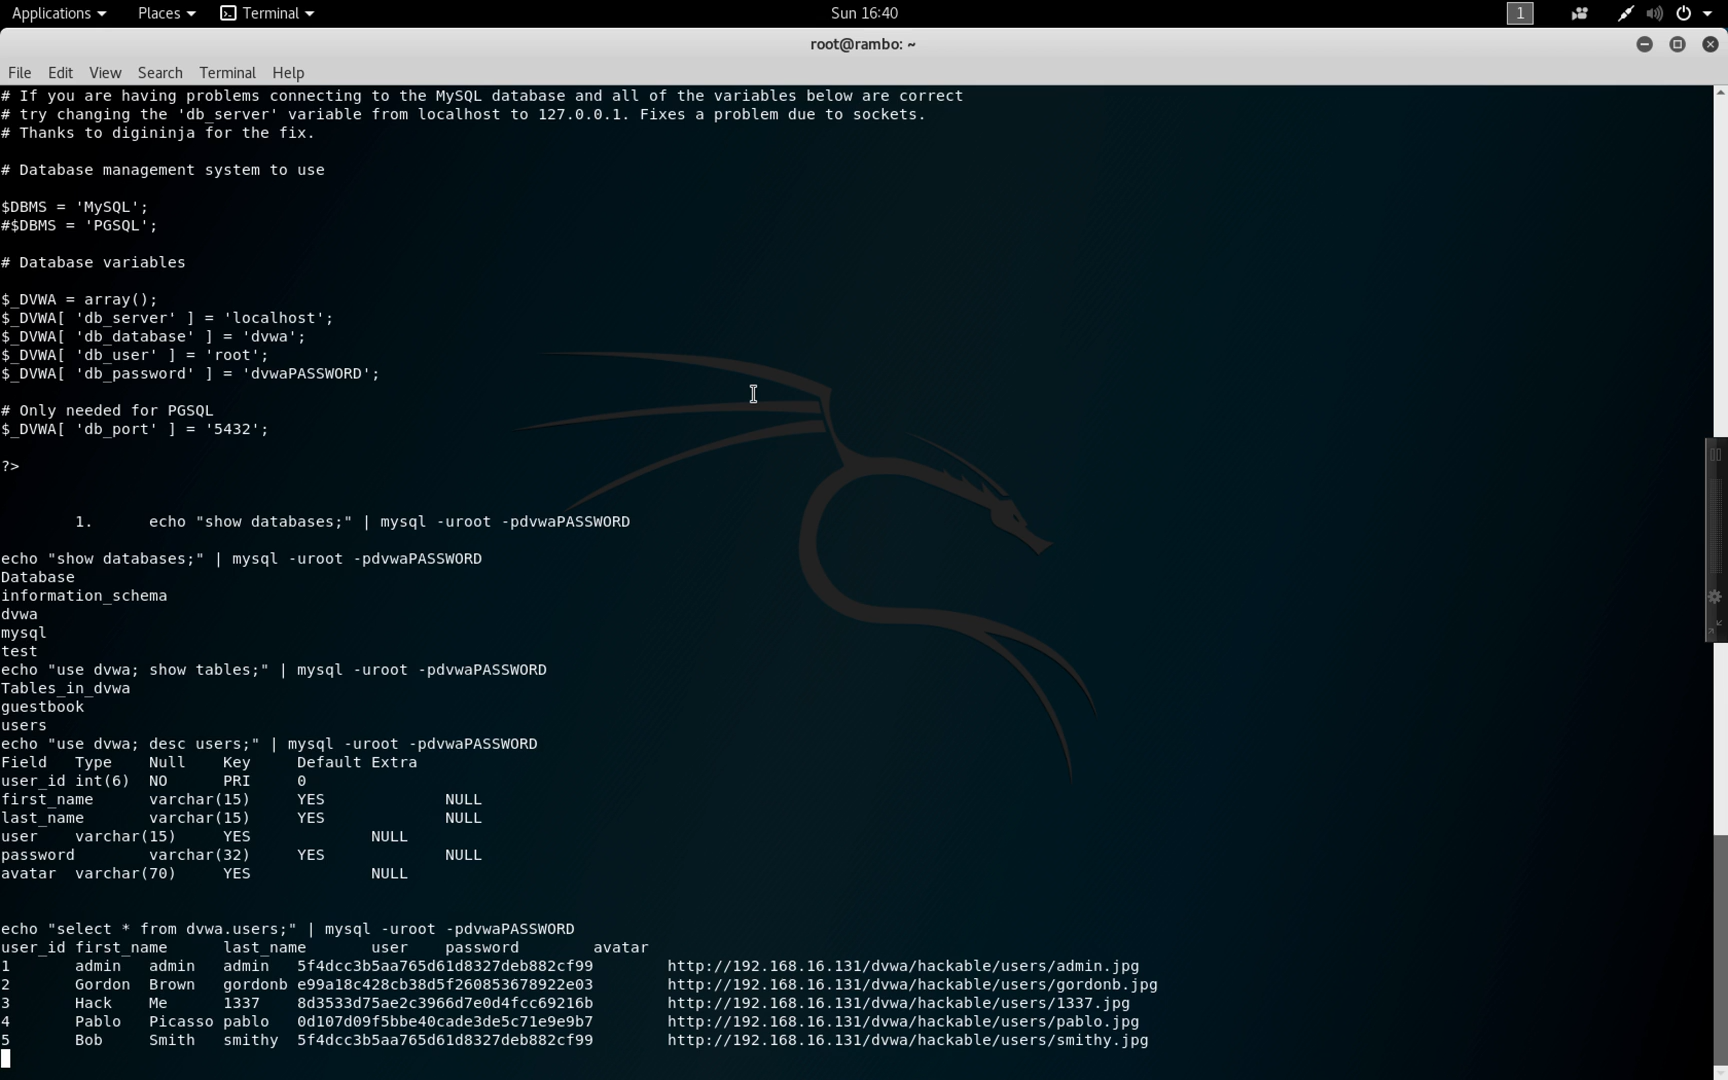 Applications Places Terminal Sun 16:40 1
root@rambo: ~
File Edit View Search Terminal Help
# If you are having problems connecting to the MySQL database and all of the variables below are correct
# try changing the 'db_server' variable from localhost to 127.0.0.1. Fixes a problem due to sockets.
# Thanks to digininja for the fix.
# Database management system to use
$DBMS = 'MySQL';
#$DBMS = 'PGSQL';
# Database variables
$_DVWA = array();
$_DVWA[ 'db_server' ] = 'localhost';
$_DVWA[ 'db_database' ] = 'dvwa';
$_DVWA[ 'db_user' ] = 'root';
$_DVWA[ 'db_password' ] = 'dvwaPASSWORD';
# Only needed for PGSQL
$_DVWA[ 'db_port' ] = '5432';
?>
1. echo "show databases;" | mysql -uroot -pdvwaPASSWORD
echo "show databases;" | mysql -uroot -pdvwaPASSWORD
Database
information_schema
dvwa
mysql
test
echo "use dvwa; show tables;" | mysql -uroot -pdvwaPASSWORD
Tables_in_dvwa
guestbook
users
echo "use dvwa; desc users;" | mysql -uroot -pdvwaPASSWORD
Field Type Null Key Default Extra
user_id int(6) NO PRI 0
first_name varchar(15) YES NULL
last_name varchar(15) YES NULL
user varchar(15) YES NULL
password varchar(32) YES NULL
avatar varchar(70) YES NULL
echo "select * from dvwa.users;" | mysql -uroot -pdvwaPASSWORD
user_id first_name last_name user password avatar
1 admin admin admin 5f4dcc3b5aa765d61d8327deb882cf99 http://192.168.16.131/dvwa/hackable/users/admin.jpg
2 Gordon Brown gordonb e99a18c428cb38d5f260853678922e03 http://192.168.16.131/dvwa/hackable/users/gordonb.jpg
3 Hack Me 1337 8d3533d75ae2c3966d7e0d4fcc69216b http://192.168.16.131/dvwa/hackable/users/1337.jpg
4 Pablo Picasso pablo 0d107d09f5bbe40cade3de5c71e9e9b7 http://192.168.16.131/dvwa/hackable/users/pablo.jpg
5 Bob Smith smithy 5f4dcc3b5aa765d61d8327deb882cf99 http://192.168.16.131/dvwa/hackable/users/smithy.jpg